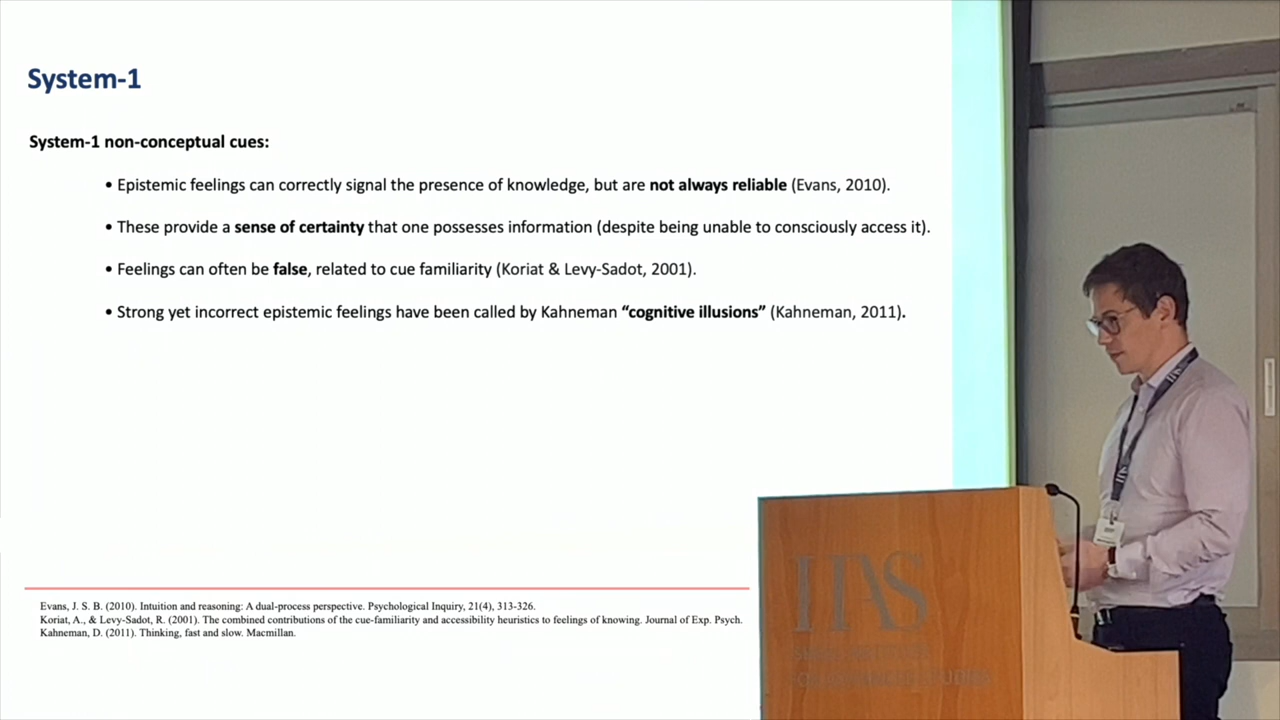 System-1
System-1 non-conceptual cues:
• Epistemic feelings can correctly signal the presence of knowledge, but are not always reliable (Evans, 2010).
• These provide a sense of certainty that one possesses information (despite being unable to consciously access it).
• Feelings can often be false, related to cue familiarity (Koriat & Levy-Sadot, 2001).
• Strong yet incorrect epistemic feelings have been called by Kahneman “cognitive illusions” (Kahneman, 2011).
Evans, J. S. B. (2010). Intuition and reasoning: A dual-process perspective. Psychological Inquiry, 21(4), 313-326.
Koriat, A., & Levy-Sadot, R. (2001). The combined contributions of the cue-familiarity and accessibility heuristics to feelings of knowing. Journal of Exp. Psych.
Kahneman, D. (2011). Thinking, fast and slow. Macmillan.
IIAS
FOR ADVANCED STUDIES